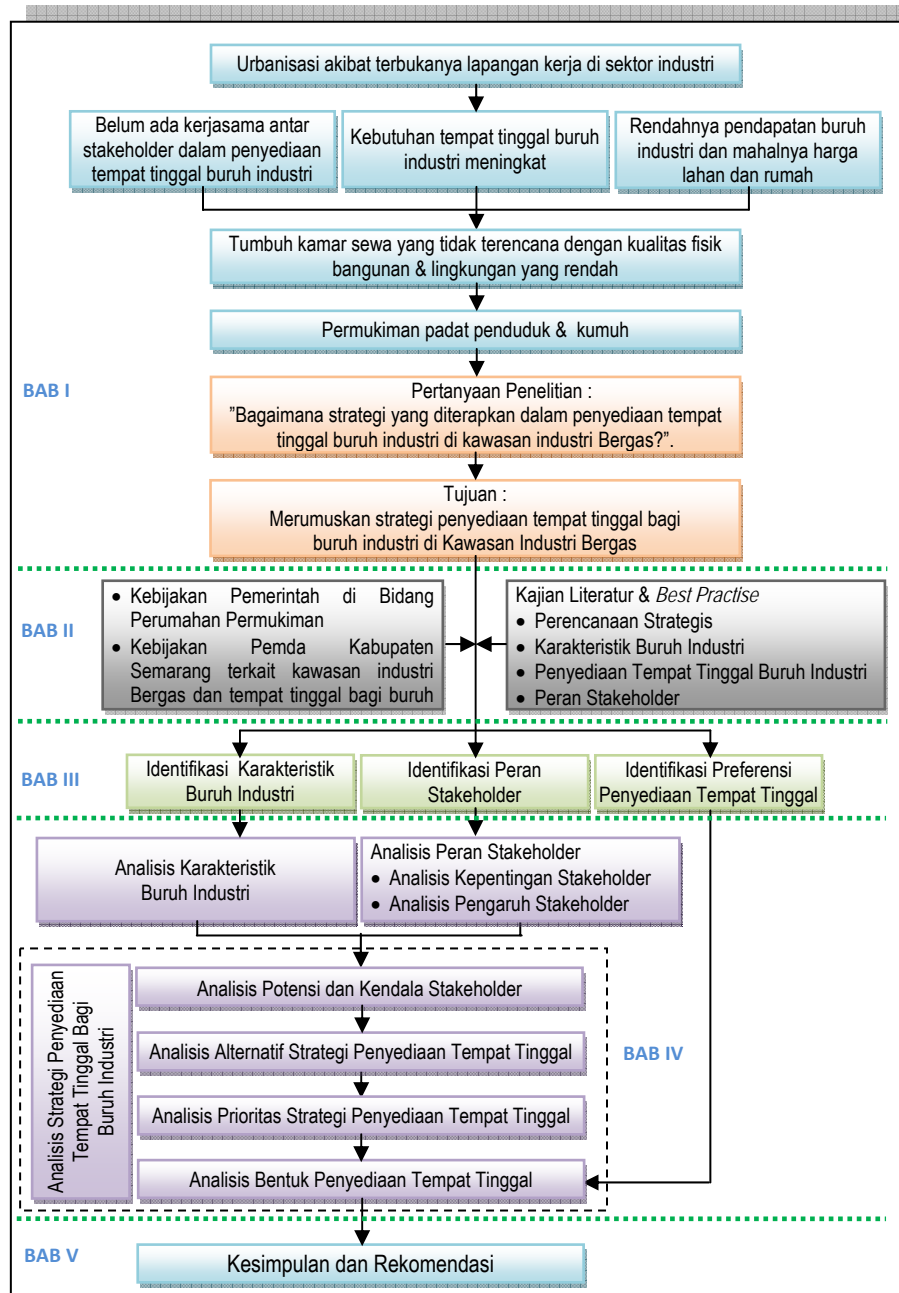 Urbanisasi akibat terbukanya lapangan kerja di sektor industri
Belum ada kerjasama antar
stakeholder dalam penyediaan
tempat tinggal buruh industri
Kebutuhan tempat tinggal buruh
industri meningkat
Rendahnya pendapatan buruh
industri dan mahalnya harga
lahan dan rumah
Tumbuh kamar sewa yang tidak terencana dengan kualitas fisik
bangunan & lingkungan yang rendah
Permukiman padat penduduk & kumuh
BAB I
Pertanyaan Penelitian :
”Bagaimana strategi yang diterapkan dalam penyediaan tempat
tinggal buruh industri di kawasan industri Bergas?”.
Tujuan :
Merumuskan strategi penyediaan tempat tinggal bagi
buruh industri di Kawasan Industri Bergas
BAB II
• Kebijakan Pemerintah di Bidang
Perumahan Permukiman
• Kebijakan Pemda Kabupaten
Semarang terkait kawasan industri
Bergas dan tempat tinggal bagi buruh
Kajian Literatur & Best Practise
• Perencanaan Strategis
• Karakteristik Buruh Industri
• Penyediaan Tempat Tinggal Buruh Industri
• Peran Stakeholder
BAB III
Identifikasi Karakteristik
Buruh Industri
Identifikasi Peran
Stakeholder
Identifikasi Preferensi
Penyediaan Tempat Tinggal
Analisis Karakteristik
Buruh Industri
Analisis Peran Stakeholder
• Analisis Kepentingan Stakeholder
• Analisis Pengaruh Stakeholder
Analisis Strategi Penyediaan
Tempat Tinggal Bagi
Buruh Industri
Analisis Potensi dan Kendala Stakeholder
Analisis Alternatif Strategi Penyediaan Tempat Tinggal
Analisis Prioritas Strategi Penyediaan Tempat Tinggal
Analisis Bentuk Penyediaan Tempat Tinggal
BAB IV
BAB V
Kesimpulan dan Rekomendasi